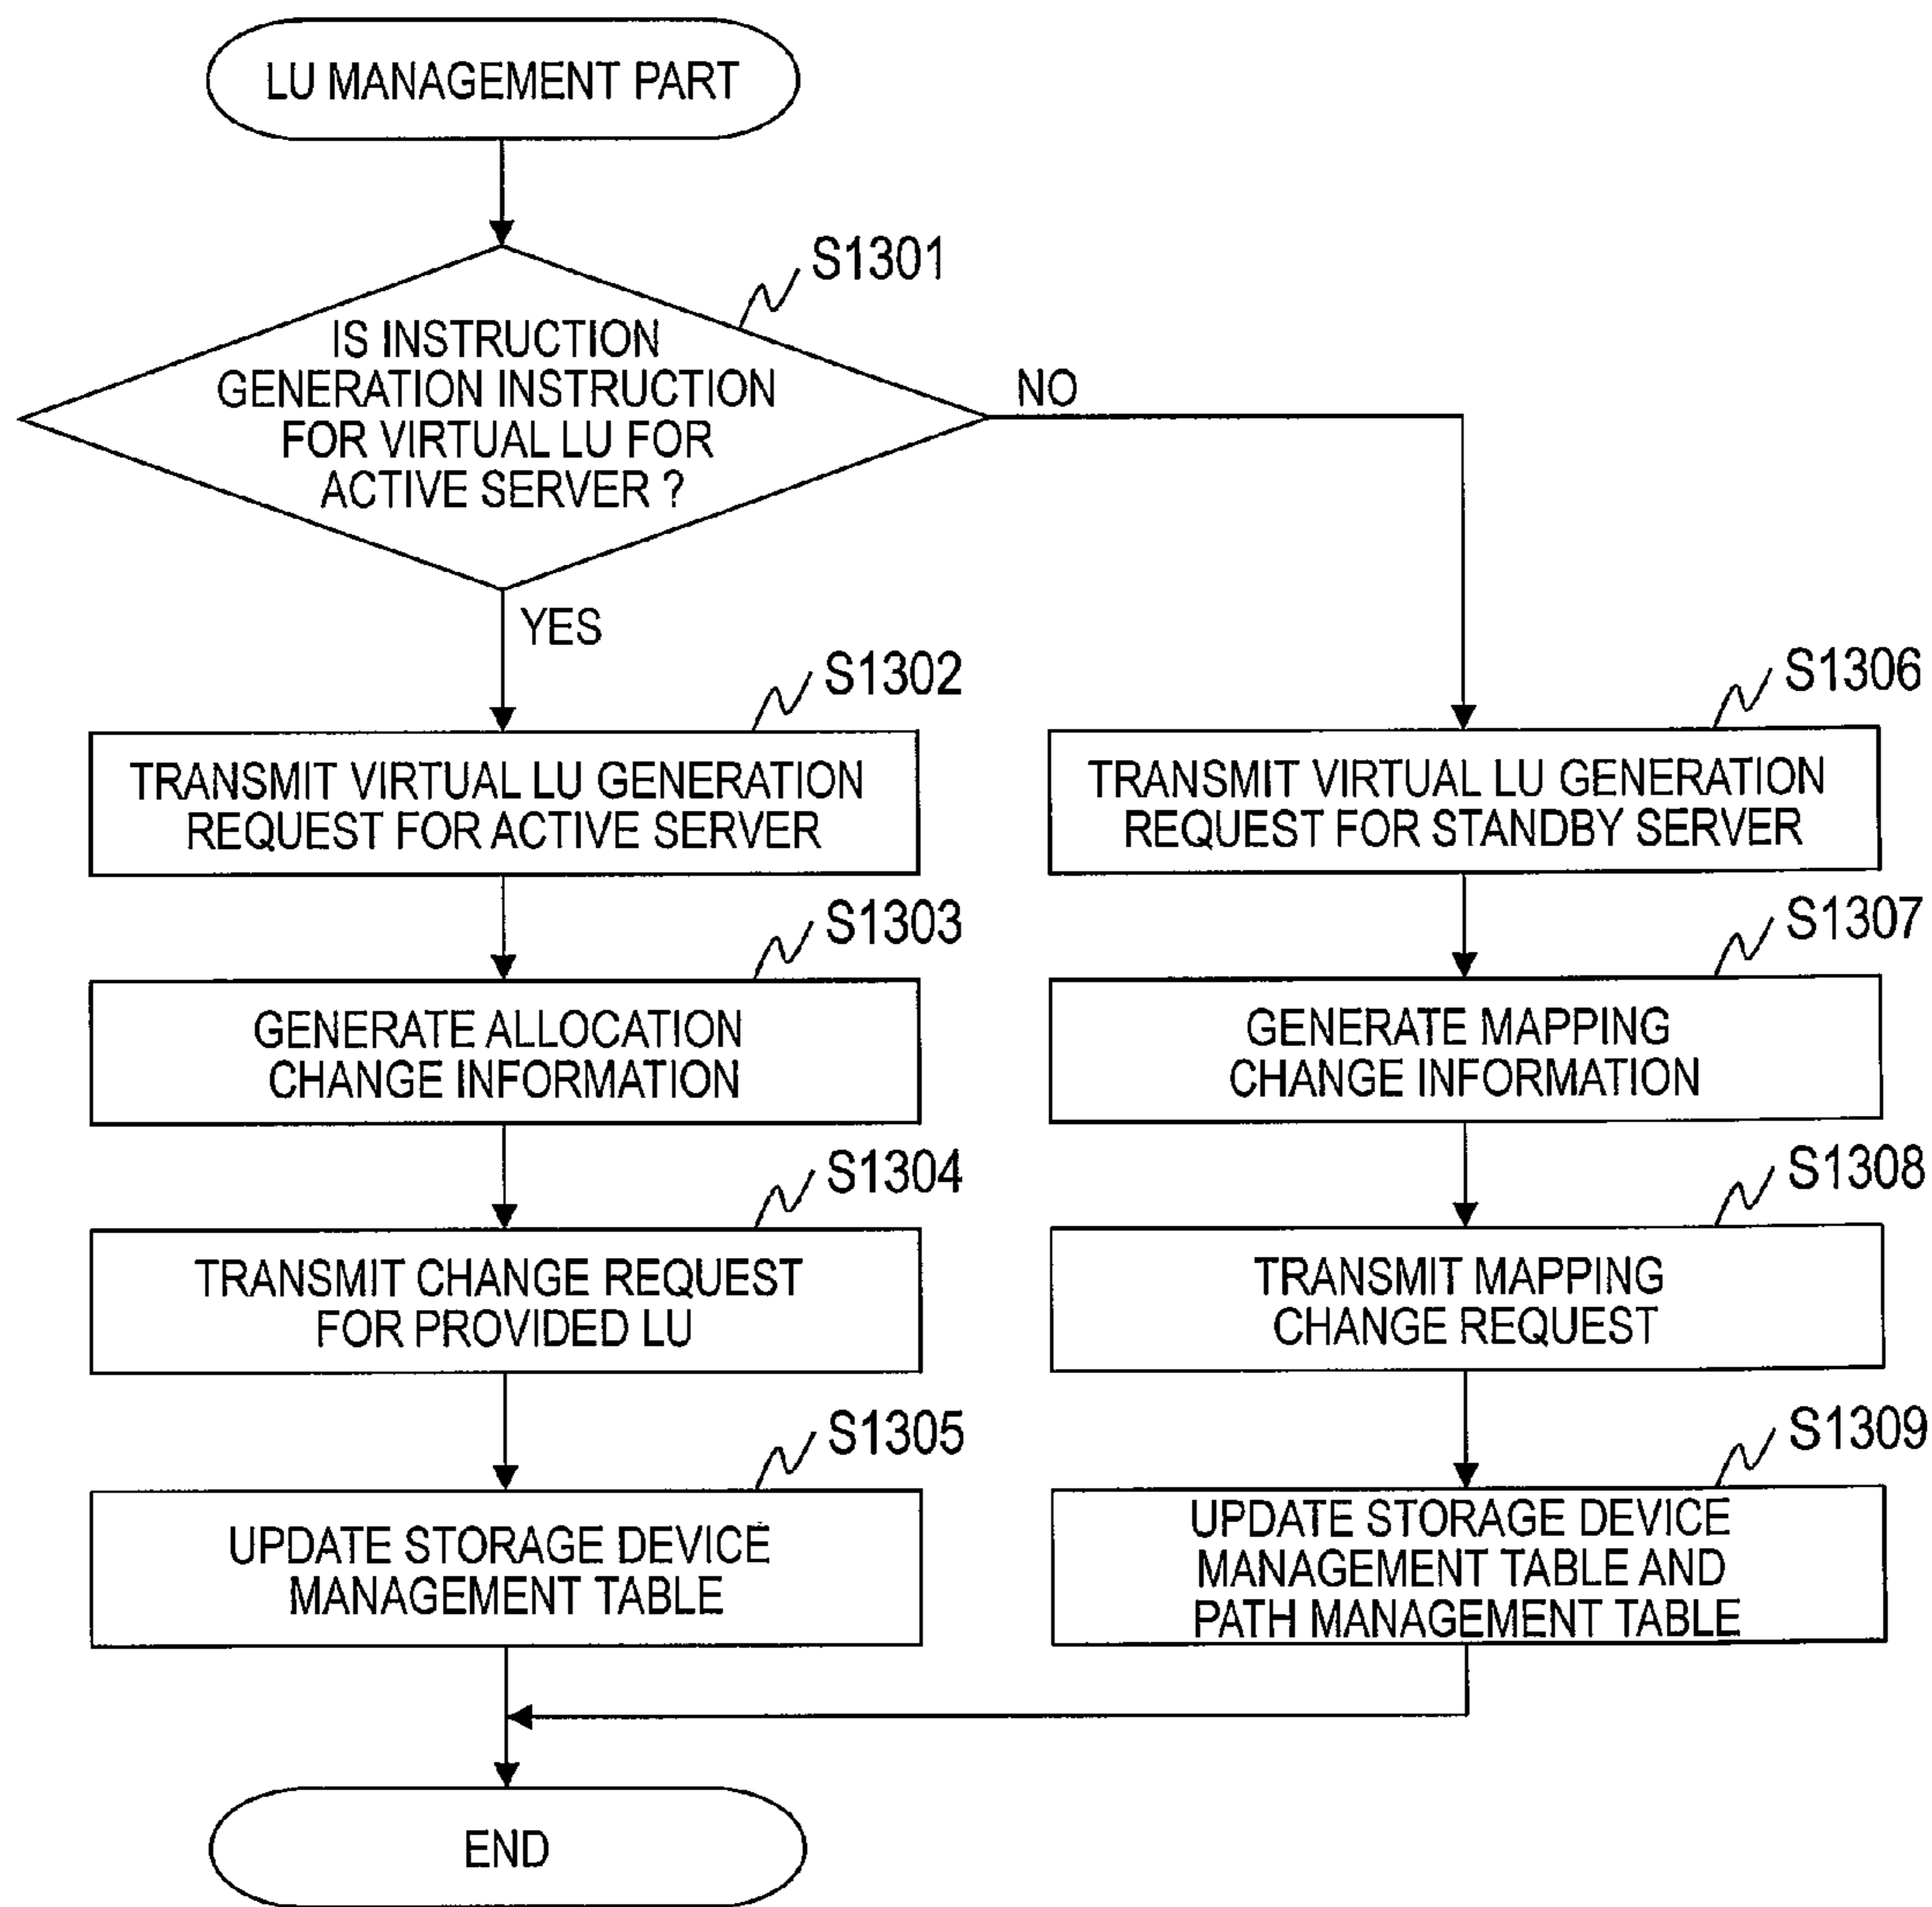 LU MANAGEMENT PART
S1301
IS INSTRUCTION
GENERATION INSTRUCTION
FOR VIRTUAL LU FOR
ACTIVE SERVER ?
NO
YES
S1302
TRANSMIT VIRTUAL LU GENERATION
REQUEST FOR ACTIVE SERVER
S1303
GENERATE ALLOCATION
CHANGE INFORMATION
S1304
TRANSMIT CHANGE REQUEST
FOR PROVIDED LU
S1305
UPDATE STORAGE DEVICE
MANAGEMENT TABLE
S1306
TRANSMIT VIRTUAL LU GENERATION
REQUEST FOR STANDBY SERVER
S1307
GENERATE MAPPING
CHANGE INFORMATION
S1308
TRANSMIT MAPPING
CHANGE REQUEST
S1309
UPDATE STORAGE DEVICE
MANAGEMENT TABLE AND
PATH MANAGEMENT TABLE
END